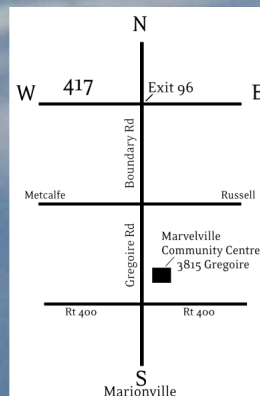 N
417
Exit 96
W
E
Boundary Rd
Metcalfe
Russell
Gregoire Rd
Marvelville
Community Centre
3815 Gregoire
Rt 400
Rt 400
S
Marionville